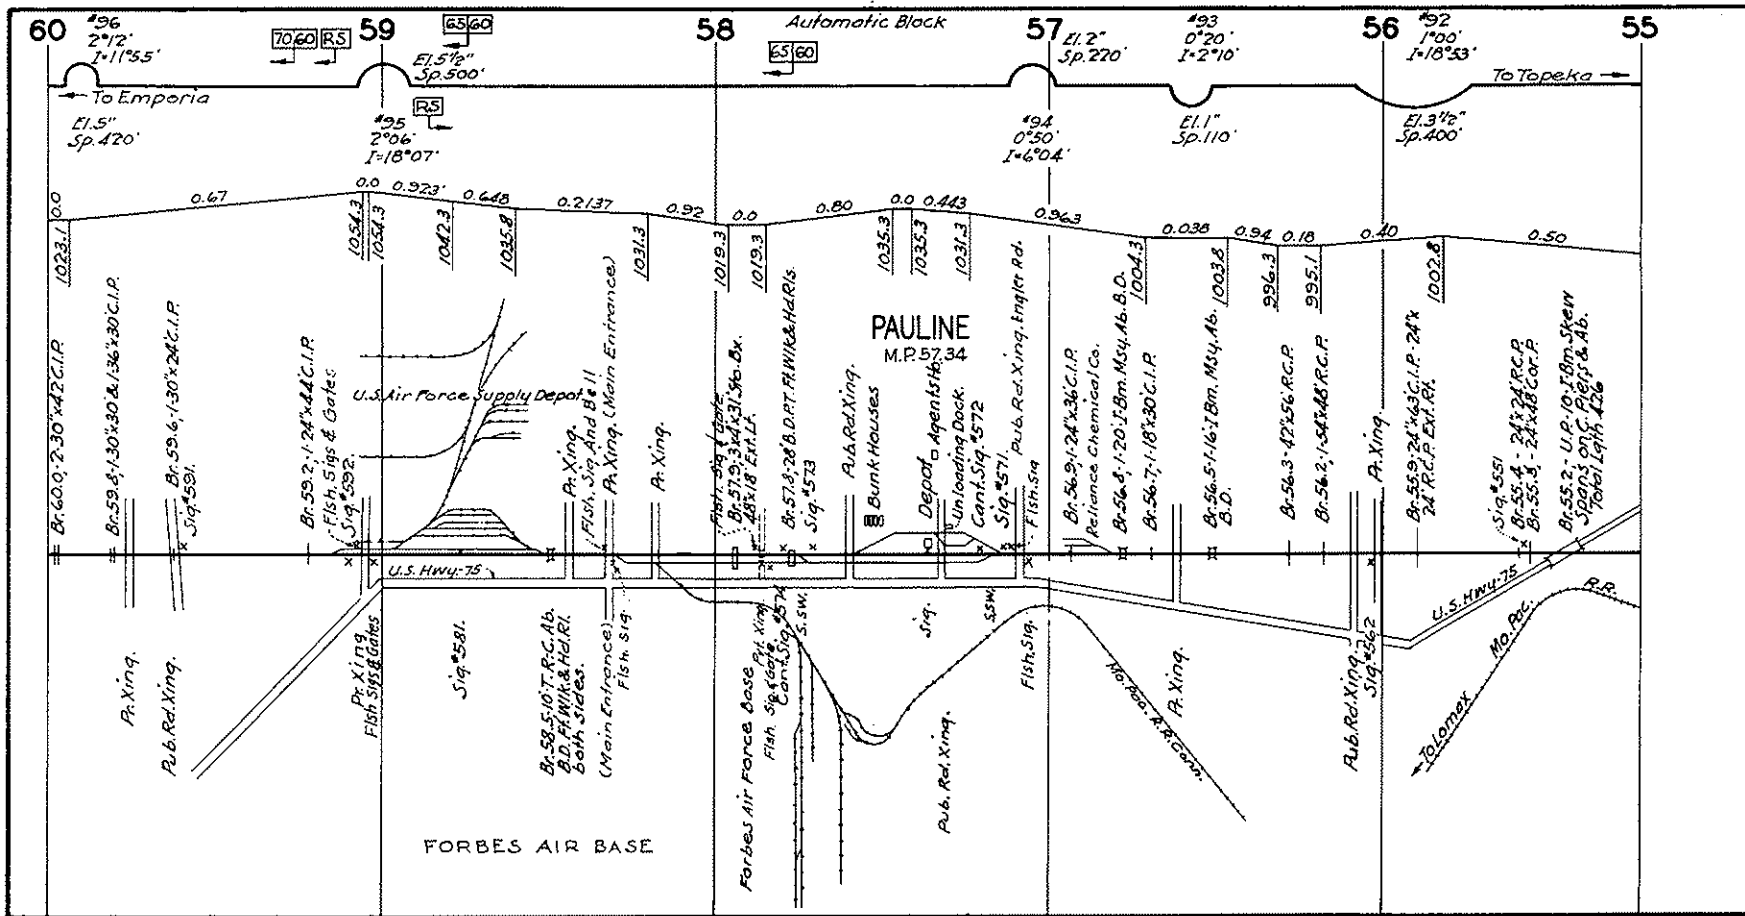 60
59
58
57
56
55
Automatic Block
#96
2°12'
I=11°55'
70 60
RS
65 60
El. 5 1/2"
Sp. 500'
65 60
El. 2"
Sp. 220'
#93
0°20'
I=2°10'
#92
1°00'
I=18°53'
To Topeka
To Emporia
El. 5"
Sp. 420'
#95
2°06'
I=18°07'
RS
#94
0°50'
I=6°04'
El. 1"
Sp. 110'
El. 3 1/2"
Sp. 400'
0.0
0.67
0.0
0.923'
0.648
0.2137
0.92
0.0
0.80
0.0
0.443
0.963
0.038
0.94
0.18
0.40
0.50
1023.1
1054.3
1054.3
1042.3
1035.8
1031.3
1019.3
1019.3
1035.3
1035.3
1031.3
1004.3
1003.8
996.3
995.1
1002.8
PAULINE
M.P. 57.34
Br. 60.0, - 2-30"x42' C.I.P.
Br. 59.8, - 1-30"x30' & 1-36"x30' C.I.P.
Br. 59.6, - 1-30"x24' C.I.P.
Sig. #591.
Br. 59.2, - 1-24"x44' C.I.P.
Flsh. Sigs & Gates
Sig. #592.
U.S. Air Force Supply Depot
Pr. Xing.
Flsh. Sig. And Bell
Pr. Xing. (Main Entrance)
Pr. Xing.
Flsh. Sig & Gate.
Br. 57.9, 3'x4'x31' Sto. Bx.
48"x18' Ext. Lt.
Br. 57.8, - 28' B.D.P.T. Ft. Wlk & Hd. Rls.
Sig. #573
Pub. Rd. Xing.
Bunk Houses
Depot
Agents Ho.
Unloading Dock.
Cant. Sig. #572
Sig. #571.
Pub. Rd. Xing. Engler Rd.
Flsh. Sig
Br. 56.9, - 1-24"x36' C.I.P.
Reliance Chemical Co.
Br. 56.8, - 1-20' I-Bm. Msy. Ab. B.D.
Br. 56.7, - 1-18"x30' C.I.P.
Br. 56.5 - 1-16' I Bm. Msy. Ab.
B.D.
Br. 56.3 - 42"x56' R.C.P.
Br. 56.2, - 1-54"x48' R.C.P.
Pr. Xing.
Br. 55.9 - 24"x63' C.I.P. - 24"x
24' R.C.P. Ext. Rt.
Sig. #551
Br. 55.4 - 24"x24' R.C.P.
Br. 55.3, - 24"x48' Cor. P.
Br. 55.2 - U.P. 10 - I-Bm. Skew
Spans on C. Piers & Ab.
Total Lgth. 426
U.S. Hwy. 75
U.S. Hwy. 75
Pr. Xing.
Pub. Rd. Xing.
Pr. Xing
Flsh Sigs & Gates
Sig. #581.
Br. 58.5 - 10' T.R. - C. Ab.
B.D. Ft. Wlk. & Hd. Rl.
both sides.
(Main Entrance)
Flsh. Sig.
Forbes Air Force Base
Pvt. Xing
Flsh. Sig. & Gate.
Cant. Sig. #574
S. SW.
Sig.
Pub. Rd. Xing.
S. SW.
Flsh. Sig
Mo. Pac. R.R. Conn.
Pr. Xing.
Pub. Rd. Xing.
Sig. #562
To Lomax
Mo. Pac.
R.R.
FORBES AIR BASE